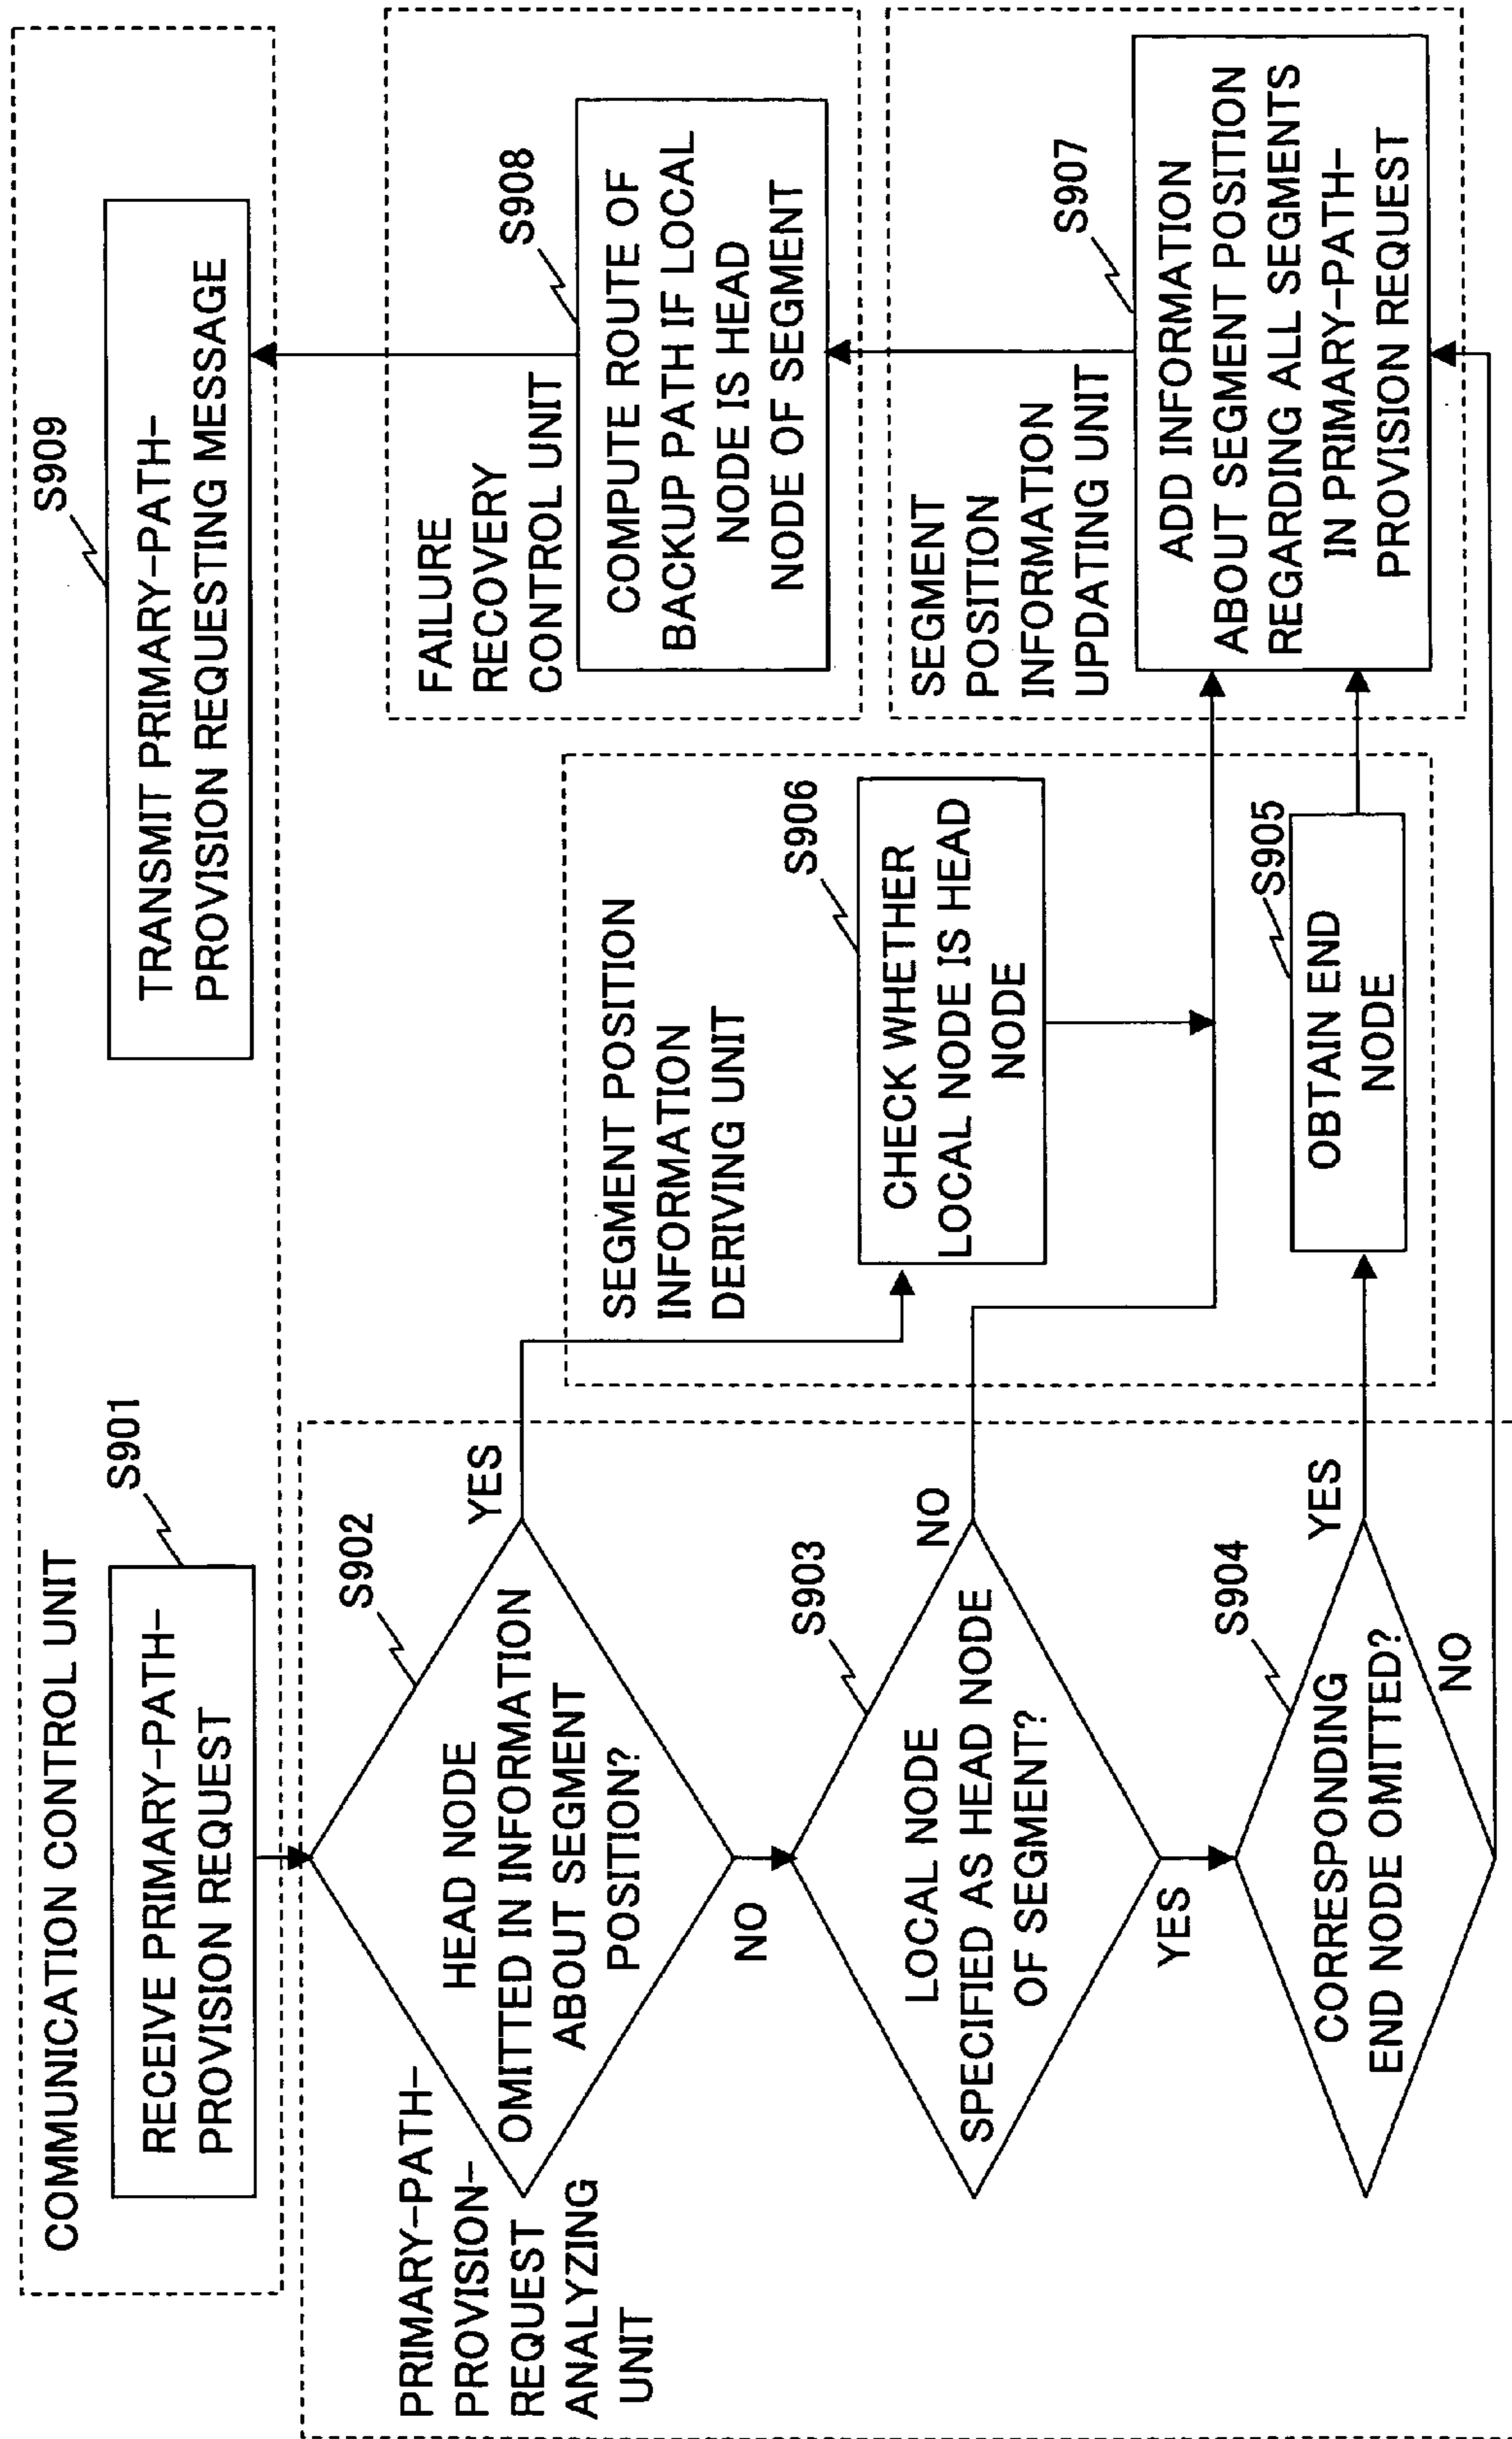 COMMUNICATION CONTROL UNIT
S901
RECEIVE PRIMARY-PATH-
PROVISION REQUEST
S909
TRANSMIT PRIMARY-PATH-
PROVISION REQUESTING MESSAGE
PRIMARY-PATH-
PROVISION-
REQUEST
ANALYZING
UNIT
S902
HEAD NODE
OMITTED IN INFORMATION
ABOUT SEGMENT
POSITION?
YES
NO
S903
LOCAL NODE
SPECIFIED AS HEAD NODE
OF SEGMENT?
NO
YES
S904
CORRESPONDING
END NODE OMITTED?
YES
NO
SEGMENT POSITION
INFORMATION
DERIVING UNIT
S906
CHECK WHETHER
LOCAL NODE IS HEAD
NODE
S905
OBTAIN END
NODE
FAILURE
RECOVERY
CONTROL UNIT
S908
COMPUTE ROUTE OF
BACKUP PATH IF LOCAL
NODE IS HEAD
NODE OF SEGMENT
SEGMENT
POSITION
INFORMATION
UPDATING UNIT
S907
ADD INFORMATION
ABOUT SEGMENT POSITION
REGARDING ALL SEGMENTS
IN PRIMARY-PATH-
PROVISION REQUEST